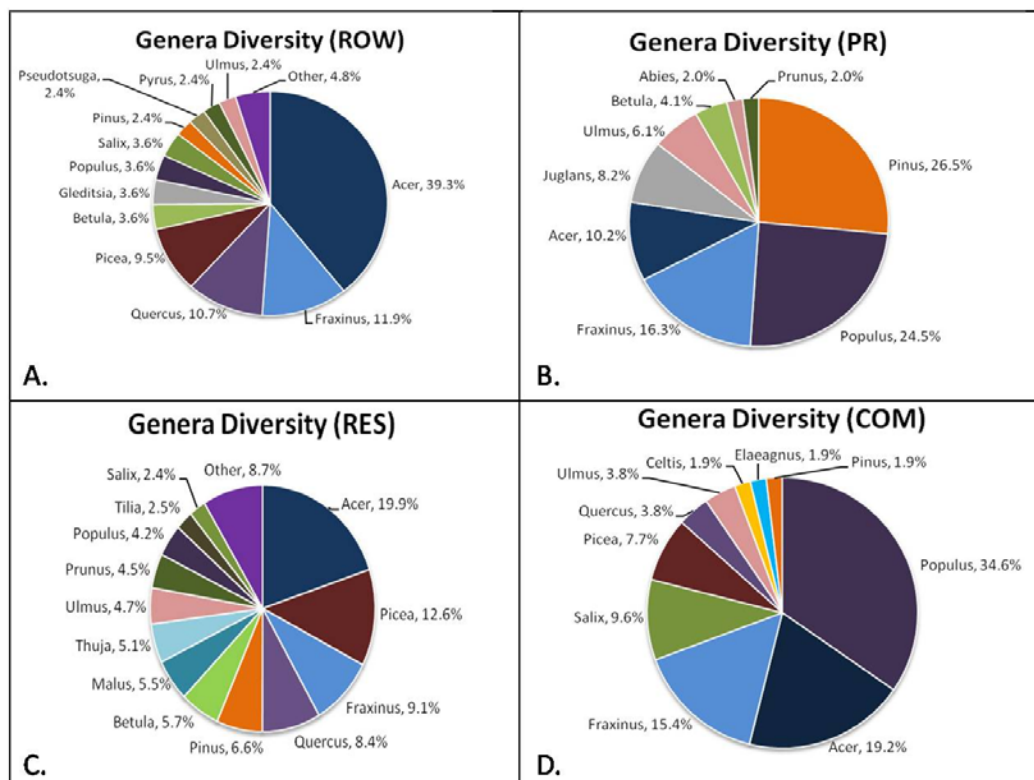 Genera Diversity (ROW)
Ulmus, 2.4%
Pyrus, 2.4%
Other, 4.8%
Pseudotsuga,
2.4%
Pinus, 2.4%
Salix, 3.6%
Populus, 3.6%
Gleditsia, 3.6%
Betula, 3.6%
Picea, 9.5%
Quercus, 10.7%
Fraxinus, 11.9%
Acer, 39.3%
A.
Genera Diversity (PR)
Abies, 2.0%
Prunus, 2.0%
Betula, 4.1%
Ulmus, 6.1%
Juglans, 8.2%
Acer, 10.2%
Fraxinus, 16.3%
Populus, 24.5%
Pinus, 26.5%
B.
Genera Diversity (RES)
Salix, 2.4%
Other, 8.7%
Tilia, 2.5%
Populus, 4.2%
Prunus, 4.5%
Ulmus, 4.7%
Thuja, 5.1%
Malus, 5.5%
Betula, 5.7%
Pinus, 6.6%
Quercus, 8.4%
Fraxinus, 9.1%
Picea, 12.6%
Acer, 19.9%
C.
Genera Diversity (COM)
Elaeagnus, 1.9%
Celtis, 1.9%
Pinus, 1.9%
Ulmus, 3.8%
Quercus, 3.8%
Picea, 7.7%
Salix, 9.6%
Fraxinus, 15.4%
Acer, 19.2%
Populus, 34.6%
D.